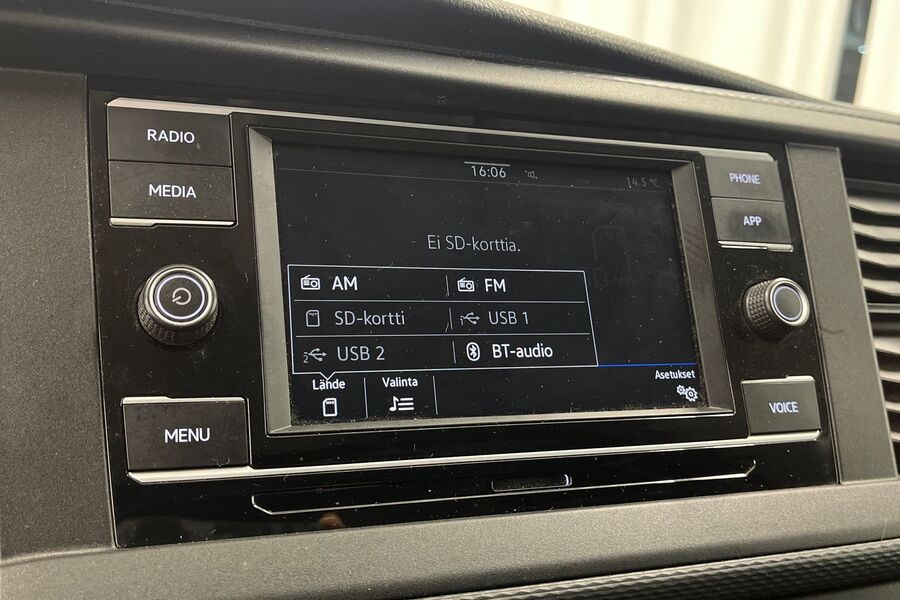 RADIO
MEDIA
MENU
16:06
14.5 °C
Ei SD-korttia.
AM
FM
SD-kortti
USB 1
2 USB 2
BT-audio
Lähde
Valinta
Asetukset
PHONE
APP
VOICE